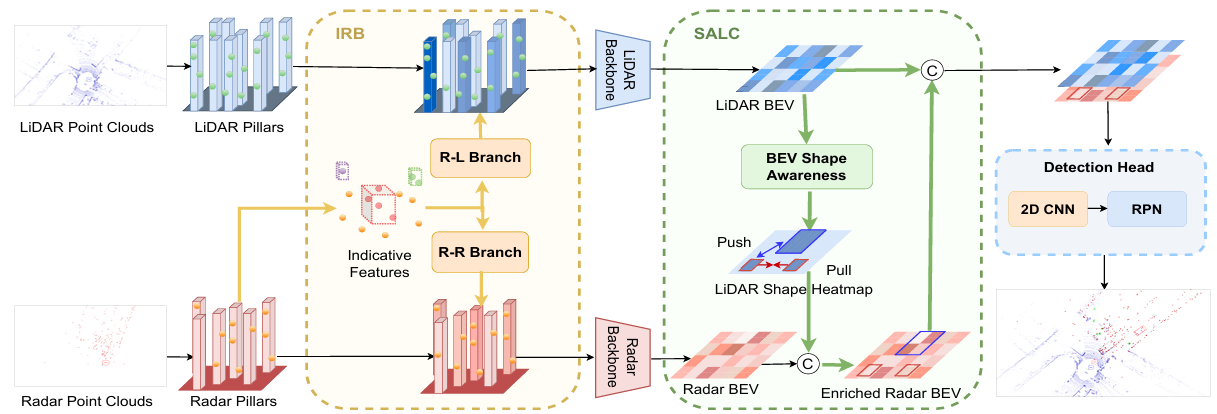 IRB
SALC
LiDAR Backbone
LiDAR Point Clouds
LiDAR Pillars
LiDAR BEV
C
R-L Branch
BEV Shape
Awareness
Detection Head
2D CNN
RPN
Indicative
Features
R-R Branch
Push
Pull
LiDAR Shape Heatmap
Radar
Backbone
C
Radar Point Clouds
Radar Pillars
Radar BEV
Enriched Radar BEV